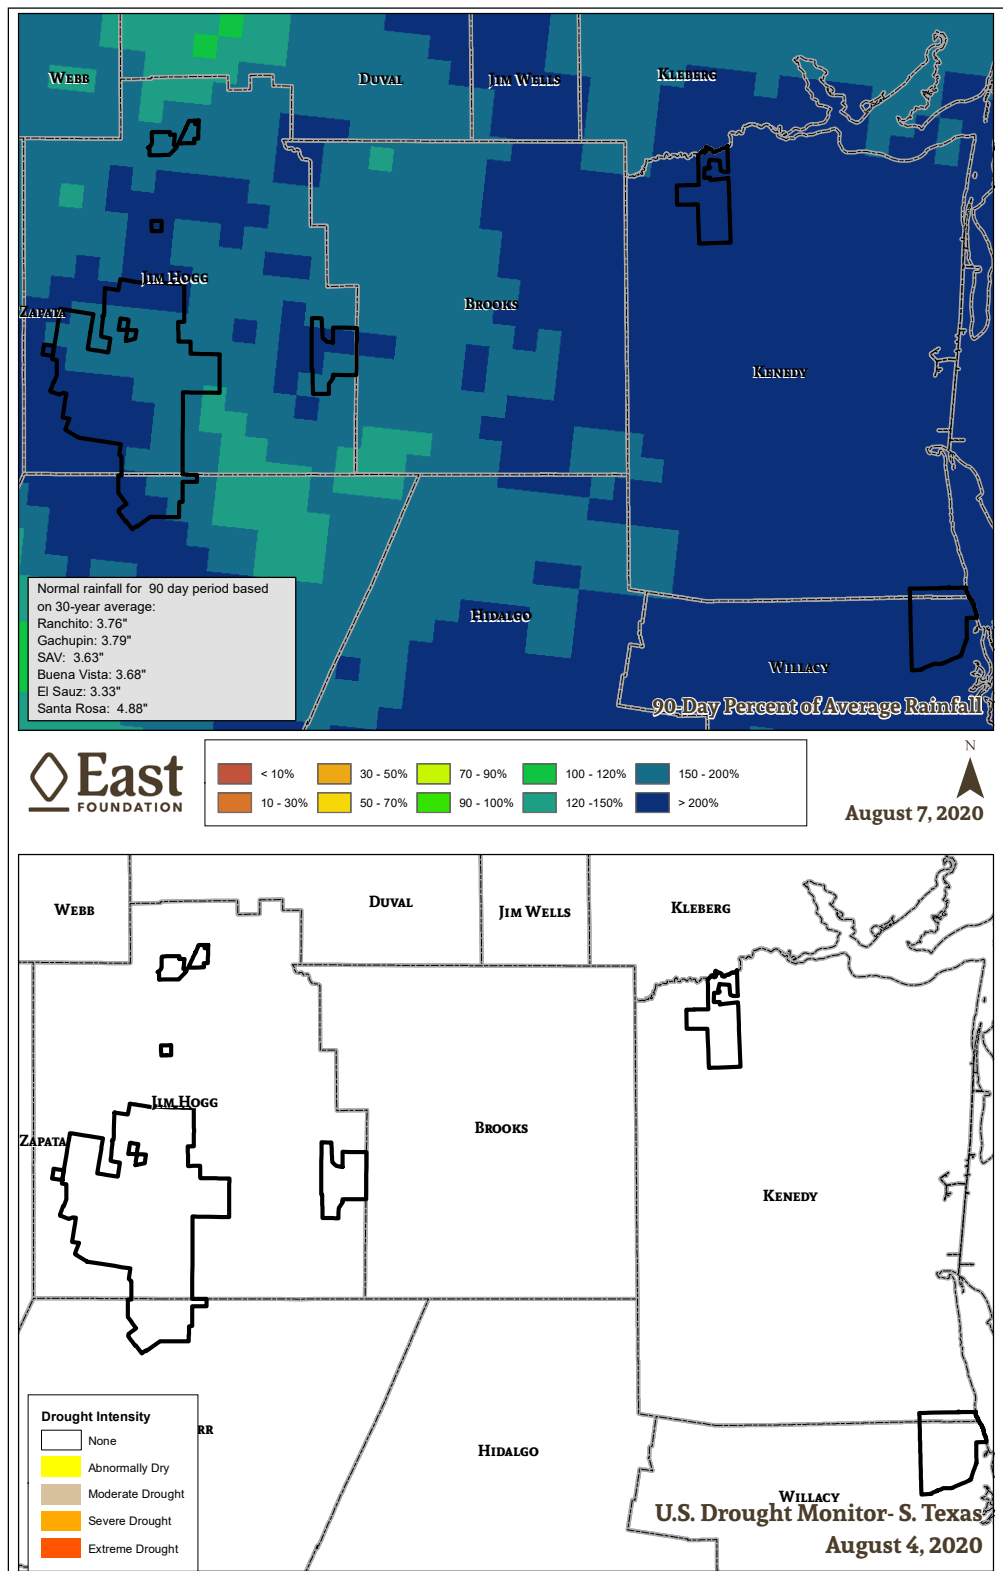 WEBB
DUVAL
JIM WELLS
KLEBERG
JIM HOGG
ZAPATA
BROOKS
KENEDY
HIDALGO
WILLACY
Normal rainfall for 90 day period based
on 30-year average:
Ranchito: 3.76"
Gachupin: 3.79"
SAV: 3.63"
Buena Vista: 3.68"
El Sauz: 3.33"
Santa Rosa: 4.88"
90-Day Percent of Average Rainfall
East
FOUNDATION
< 10%
30 - 50%
70 - 90%
100 - 120%
150 - 200%
10 - 30%
50 - 70%
90 - 100%
120 -150%
> 200%
N
August 7, 2020
WEBB
DUVAL
JIM WELLS
KLEBERG
JIM HOGG
ZAPATA
BROOKS
KENEDY
RR
HIDALGO
WILLACY
Drought Intensity
None
Abnormally Dry
Moderate Drought
Severe Drought
Extreme Drought
U.S. Drought Monitor- S. Texas
August 4, 2020